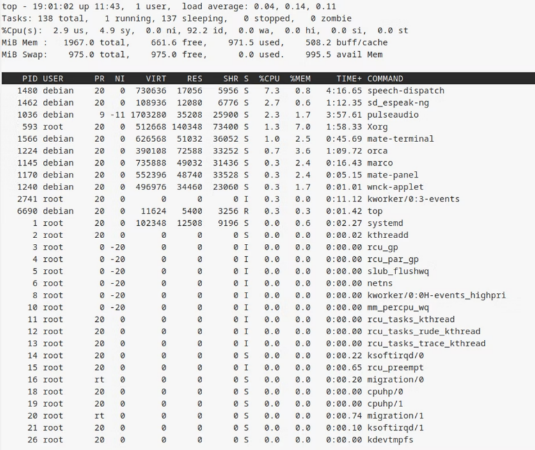 top - 19:01:02 up 11:43, 1 user, load average: 0.04, 0.14, 0.11
Tasks: 138 total, 1 running, 137 sleeping, 0 stopped, 0 zombie
%Cpu(s): 2.9 us, 4.9 sy, 0.0 ni, 92.2 id, 0.0 wa, 0.0 hi, 0.0 si, 0.0 st
MiB Mem : 1967.0 total, 661.6 free, 971.5 used, 508.2 buff/cache
MiB Swap: 975.0 total, 975.0 free, 0.0 used. 995.5 avail Mem
PID USER PR NI VIRT RES SHR S %CPU %MEM TIME+ COMMAND
1480 debian 20 0 730636 17056 5956 S 7.3 0.8 4:16.65 speech-dispatch
1462 debian 20 0 108936 12080 6776 S 2.7 0.6 1:12.35 sd_espeak-ng
1036 debian 9 -11 1703280 35208 25900 S 2.3 1.7 3:57.61 pulseaudio
593 root 20 0 512668 140348 73400 S 1.3 7.0 1:58.33 Xorg
1566 debian 20 0 626568 51032 36052 S 1.0 2.5 0:45.69 mate-terminal
1224 debian 20 0 390108 72588 33252 S 0.7 3.6 1:09.72 orca
1145 debian 20 0 735888 49032 31436 S 0.3 2.4 0:16.43 marco
1170 debian 20 0 552396 48740 33528 S 0.3 2.4 0:05.15 mate-panel
1240 debian 20 0 496976 34460 23060 S 0.3 1.7 0:01.01 wnck-applet
2741 root 20 0 0 0 0 I 0.3 0.0 0:11.12 kworker/0:3-events
6690 debian 20 0 11624 5400 3256 R 0.3 0.3 0:01.42 top
1 root 20 0 102348 12508 9196 S 0.0 0.6 0:02.27 systemd
2 root 20 0 0 0 0 S 0.0 0.0 0:00.02 kthreadd
3 root 0 -20 0 0 0 I 0.0 0.0 0:00.00 rcu_gp
4 root 0 -20 0 0 0 I 0.0 0.0 0:00.00 rcu_par_gp
5 root 0 -20 0 0 0 I 0.0 0.0 0:00.00 slub_flushwq
6 root 0 -20 0 0 0 I 0.0 0.0 0:00.00 netns
8 root 0 -20 0 0 0 I 0.0 0.0 0:00.00 kworker/0:0H-events_highpri
10 root 0 -20 0 0 0 I 0.0 0.0 0:00.00 mm_percpu_wq
11 root 20 0 0 0 0 I 0.0 0.0 0:00.00 rcu_tasks_kthread
12 root 20 0 0 0 0 I 0.0 0.0 0:00.00 rcu_tasks_rude_kthread
13 root 20 0 0 0 0 I 0.0 0.0 0:00.00 rcu_tasks_trace_kthread
14 root 20 0 0 0 0 S 0.0 0.0 0:00.22 ksoftirqd/0
15 root 20 0 0 0 0 I 0.0 0.0 0:00.65 rcu_preempt
16 root rt 0 0 0 0 S 0.0 0.0 0:00.20 migration/0
18 root 20 0 0 0 0 S 0.0 0.0 0:00.00 cpuhp/0
19 root 20 0 0 0 0 S 0.0 0.0 0:00.00 cpuhp/1
20 root rt 0 0 0 0 S 0.0 0.0 0:00.74 migration/1
21 root 20 0 0 0 0 S 0.0 0.0 0:00.10 ksoftirqd/1
26 root 20 0 0 0 0 S 0.0 0.0 0:00.00 kdevtmpfs